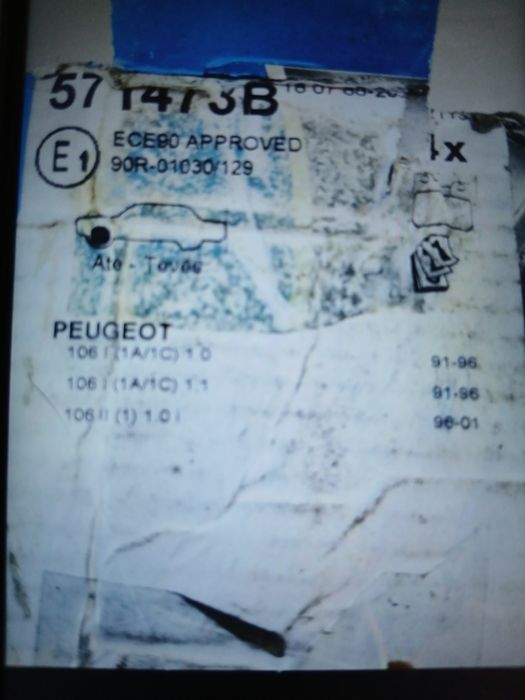 571473B
E1
ECE90 APPROVED
90R-01030/129
4x
Ate - Teves
PEUGEOT
106 I (1A/1C) 1.0 91-96
106 I (1A/1C) 1.1 91-96
106 II (1) 1.0 i 96-01